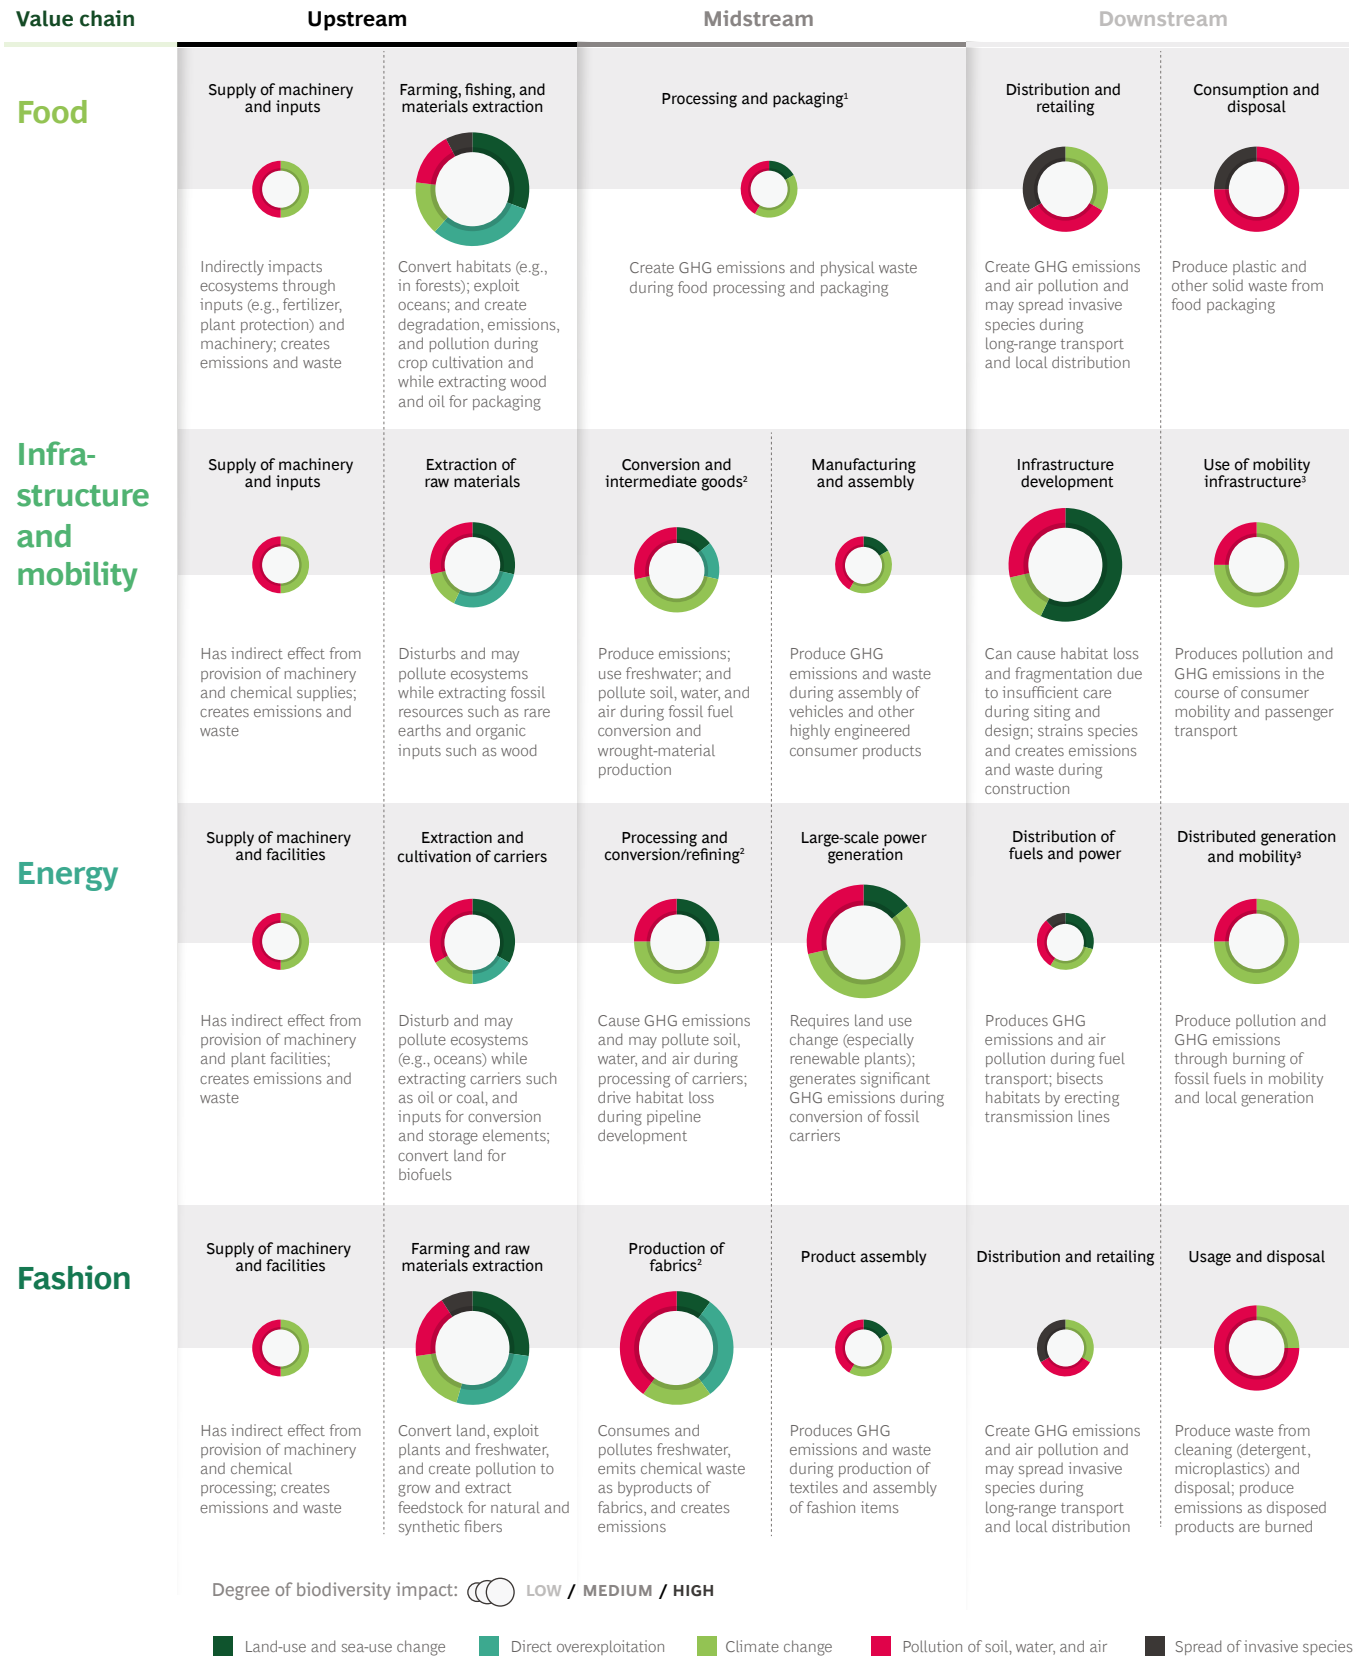 Value chain
Upstream
Midstream
Downstream
Food
Supply of machinery
and inputs
Indirectly impacts
ecosystems through
inputs (e.g., fertilizer,
plant protection) and
machinery; creates
emissions and waste
Farming, fishing, and
materials extraction
Convert habitats (e.g.,
in forests); exploit
oceans; and create
degradation, emissions,
and pollution during
crop cultivation and
while extracting wood
and oil for packaging
Processing and packaging¹
Create GHG emissions and physical waste
during food processing and packaging
Distribution and
retailing
Create GHG emissions
and air pollution and
may spread invasive
species during
long-range transport
and local distribution
Consumption and
disposal
Produce plastic and
other solid waste from
food packaging
Infra-
structure
and
mobility
Supply of machinery
and inputs
Has indirect effect from
provision of machinery
and chemical supplies;
creates emissions and
waste
Extraction of
raw materials
Disturbs and may
pollute ecosystems
while extracting fossil
resources such as rare
earths and organic
inputs such as wood
Conversion and
intermediate goods²
Produce emissions;
use freshwater; and
pollute soil, water, and
air during fossil fuel
conversion and
wrought-material
production
Manufacturing
and assembly
Produce GHG
emissions and waste
during assembly of
vehicles and other
highly engineered
consumer products
Infrastructure
development
Can cause habitat loss
and fragmentation due
to insufficient care
during siting and
design; strains species
and creates emissions
and waste during
construction
Use of mobility
infrastructure³
Produces pollution and
GHG emissions in the
course of consumer
mobility and passenger
transport
Energy
Supply of machinery
and facilities
Has indirect effect from
provision of machinery
and plant facilities;
creates emissions and
waste
Extraction and
cultivation of carriers
Disturb and may
pollute ecosystems
(e.g., oceans) while
extracting carriers such
as oil or coal, and
inputs for conversion
and storage elements;
convert land for
biofuels
Processing and
conversion/refining²
Cause GHG emissions
and may pollute soil,
water, and air during
processing of carriers;
drive habitat loss
during pipeline
development
Large-scale power
generation
Requires land use
change (especially
renewable plants);
generates significant
GHG emissions during
conversion of fossil
carriers
Distribution of
fuels and power
Produces GHG
emissions and air
pollution during fuel
transport; bisects
habitats by erecting
transmission lines
Distributed generation
and mobility³
Produce pollution and
GHG emissions
through burning of
fossil fuels in mobility
and local generation
Fashion
Supply of machinery
and facilities
Has indirect effect from
provision of machinery
and chemical
processing; creates
emissions and waste
Farming and raw
materials extraction
Convert land, exploit
plants and freshwater,
and create pollution to
grow and extract
feedstock for natural and
synthetic fibers
Production of
fabrics²
Consumes and
pollutes freshwater,
emits chemical waste
as byproducts of
fabrics, and creates
emissions
Product assembly
Produces GHG
emissions and waste
during production of
textiles and assembly
of fashion items
Distribution and retailing
Create GHG emissions
and air pollution and
may spread invasive
species during
long-range transport
and local distribution
Usage and disposal
Produce waste from
cleaning (detergent,
microplastics) and
disposal; produce
emissions as disposed
products are burned
Degree of biodiversity impact: LOW / MEDIUM / HIGH
Land-use and sea-use change
Direct overexploitation
Climate change
Pollution of soil, water, and air
Spread of invasive species